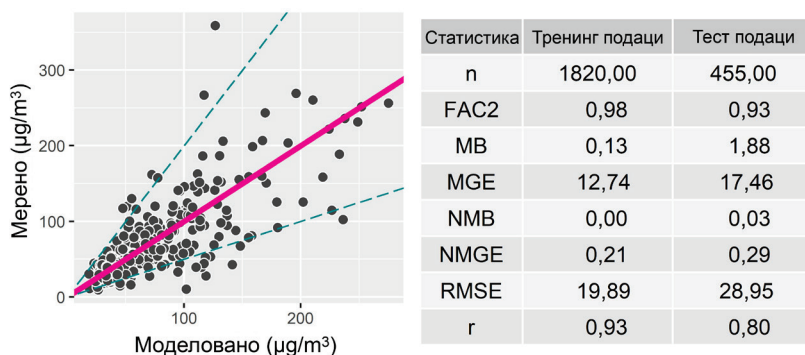 Мерено (µg/m³)
300
200
100
0
100
200
Моделовано (µg/m³)
Статистика Тренинг подаци Тест подаци
n 1820,00 455,00
FAC2 0,98 0,93
MB 0,13 1,88
MGE 12,74 17,46
NMB 0,00 0,03
NMGE 0,21 0,29
RMSE 19,89 28,95
r 0,93 0,80